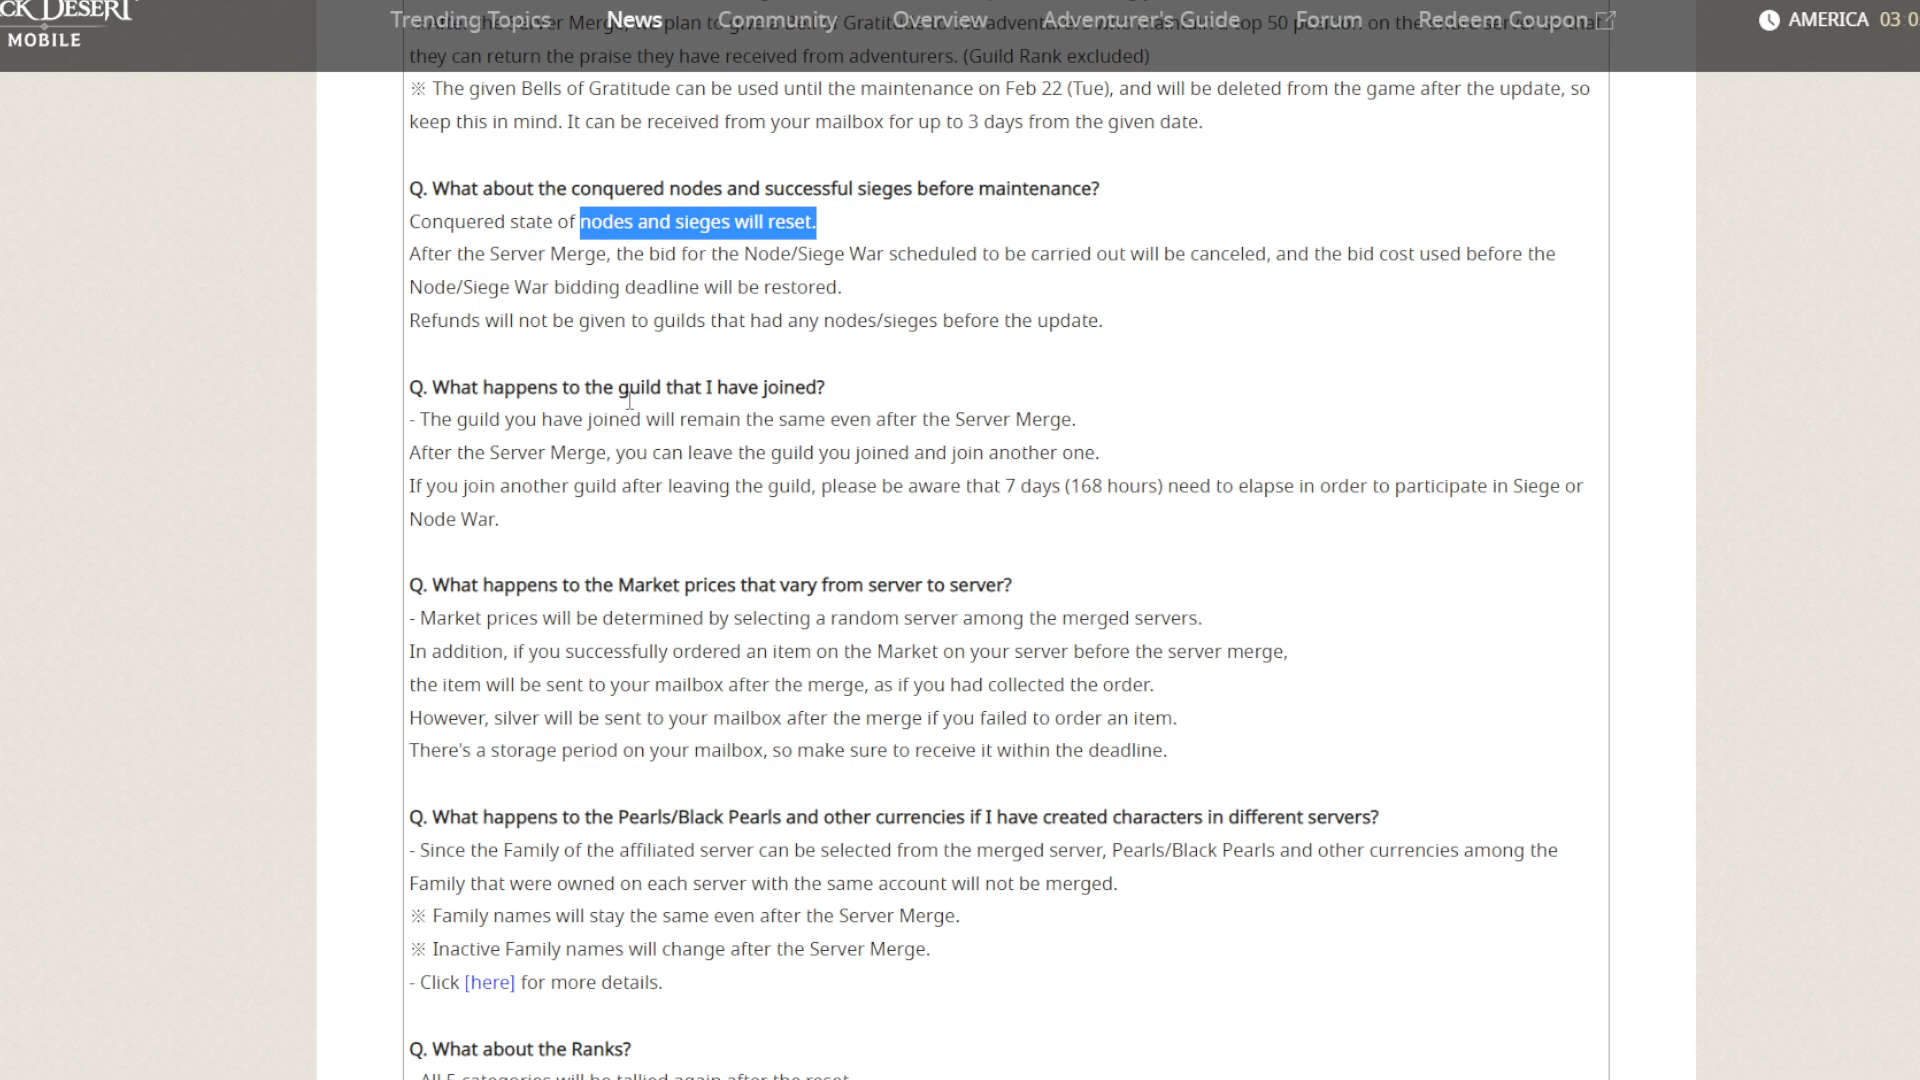 CK DESERT
MOBILE
Trending Topics News Community Overview Adventurer's Guide Forum Redeem Coupon
AMERICA 03 0
they can return the praise they have received from adventurers. (Guild Rank excluded)
※ The given Bells of Gratitude can be used until the maintenance on Feb 22 (Tue), and will be deleted from the game after the update, so
keep this in mind. It can be received from your mailbox for up to 3 days from the given date.
Q. What about the conquered nodes and successful sieges before maintenance?
Conquered state of nodes and sieges will reset.
After the Server Merge, the bid for the Node/Siege War scheduled to be carried out will be canceled, and the bid cost used before the
Node/Siege War bidding deadline will be restored.
Refunds will not be given to guilds that had any nodes/sieges before the update.
Q. What happens to the guild that I have joined?
- The guild you have joined will remain the same even after the Server Merge.
After the Server Merge, you can leave the guild you joined and join another one.
If you join another guild after leaving the guild, please be aware that 7 days (168 hours) need to elapse in order to participate in Siege or
Node War.
Q. What happens to the Market prices that vary from server to server?
- Market prices will be determined by selecting a random server among the merged servers.
In addition, if you successfully ordered an item on the Market on your server before the server merge,
the item will be sent to your mailbox after the merge, as if you had collected the order.
However, silver will be sent to your mailbox after the merge if you failed to order an item.
There's a storage period on your mailbox, so make sure to receive it within the deadline.
Q. What happens to the Pearls/Black Pearls and other currencies if I have created characters in different servers?
- Since the Family of the affiliated server can be selected from the merged server, Pearls/Black Pearls and other currencies among the
Family that were owned on each server with the same account will not be merged.
※ Family names will stay the same even after the Server Merge.
※ Inactive Family names will change after the Server Merge.
- Click [here] for more details.
Q. What about the Ranks?
- All 5 categories will be tallied again after the reset.